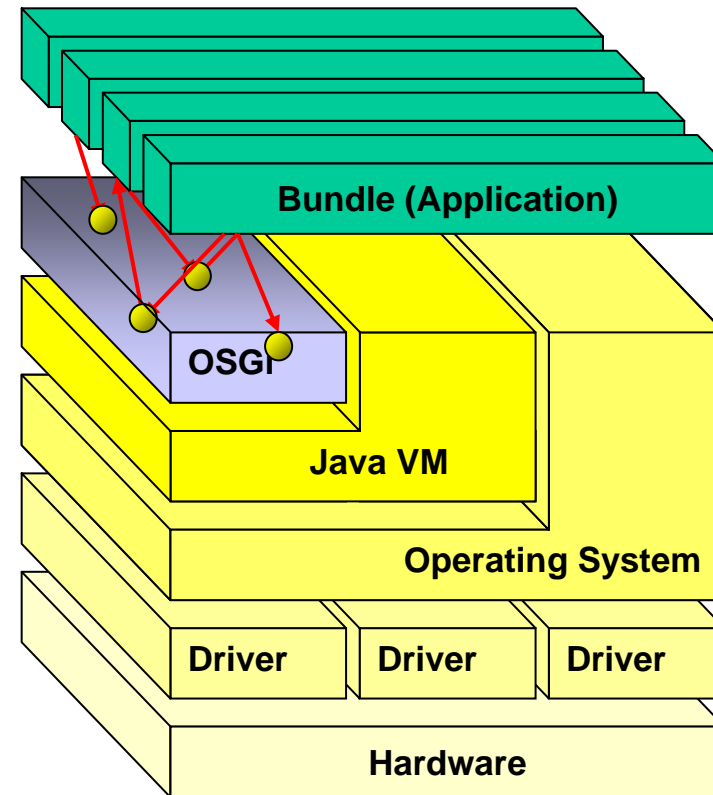 Bundle (Application)
OSGI
Java VM
Operating System
Driver Driver Driver
Hardware